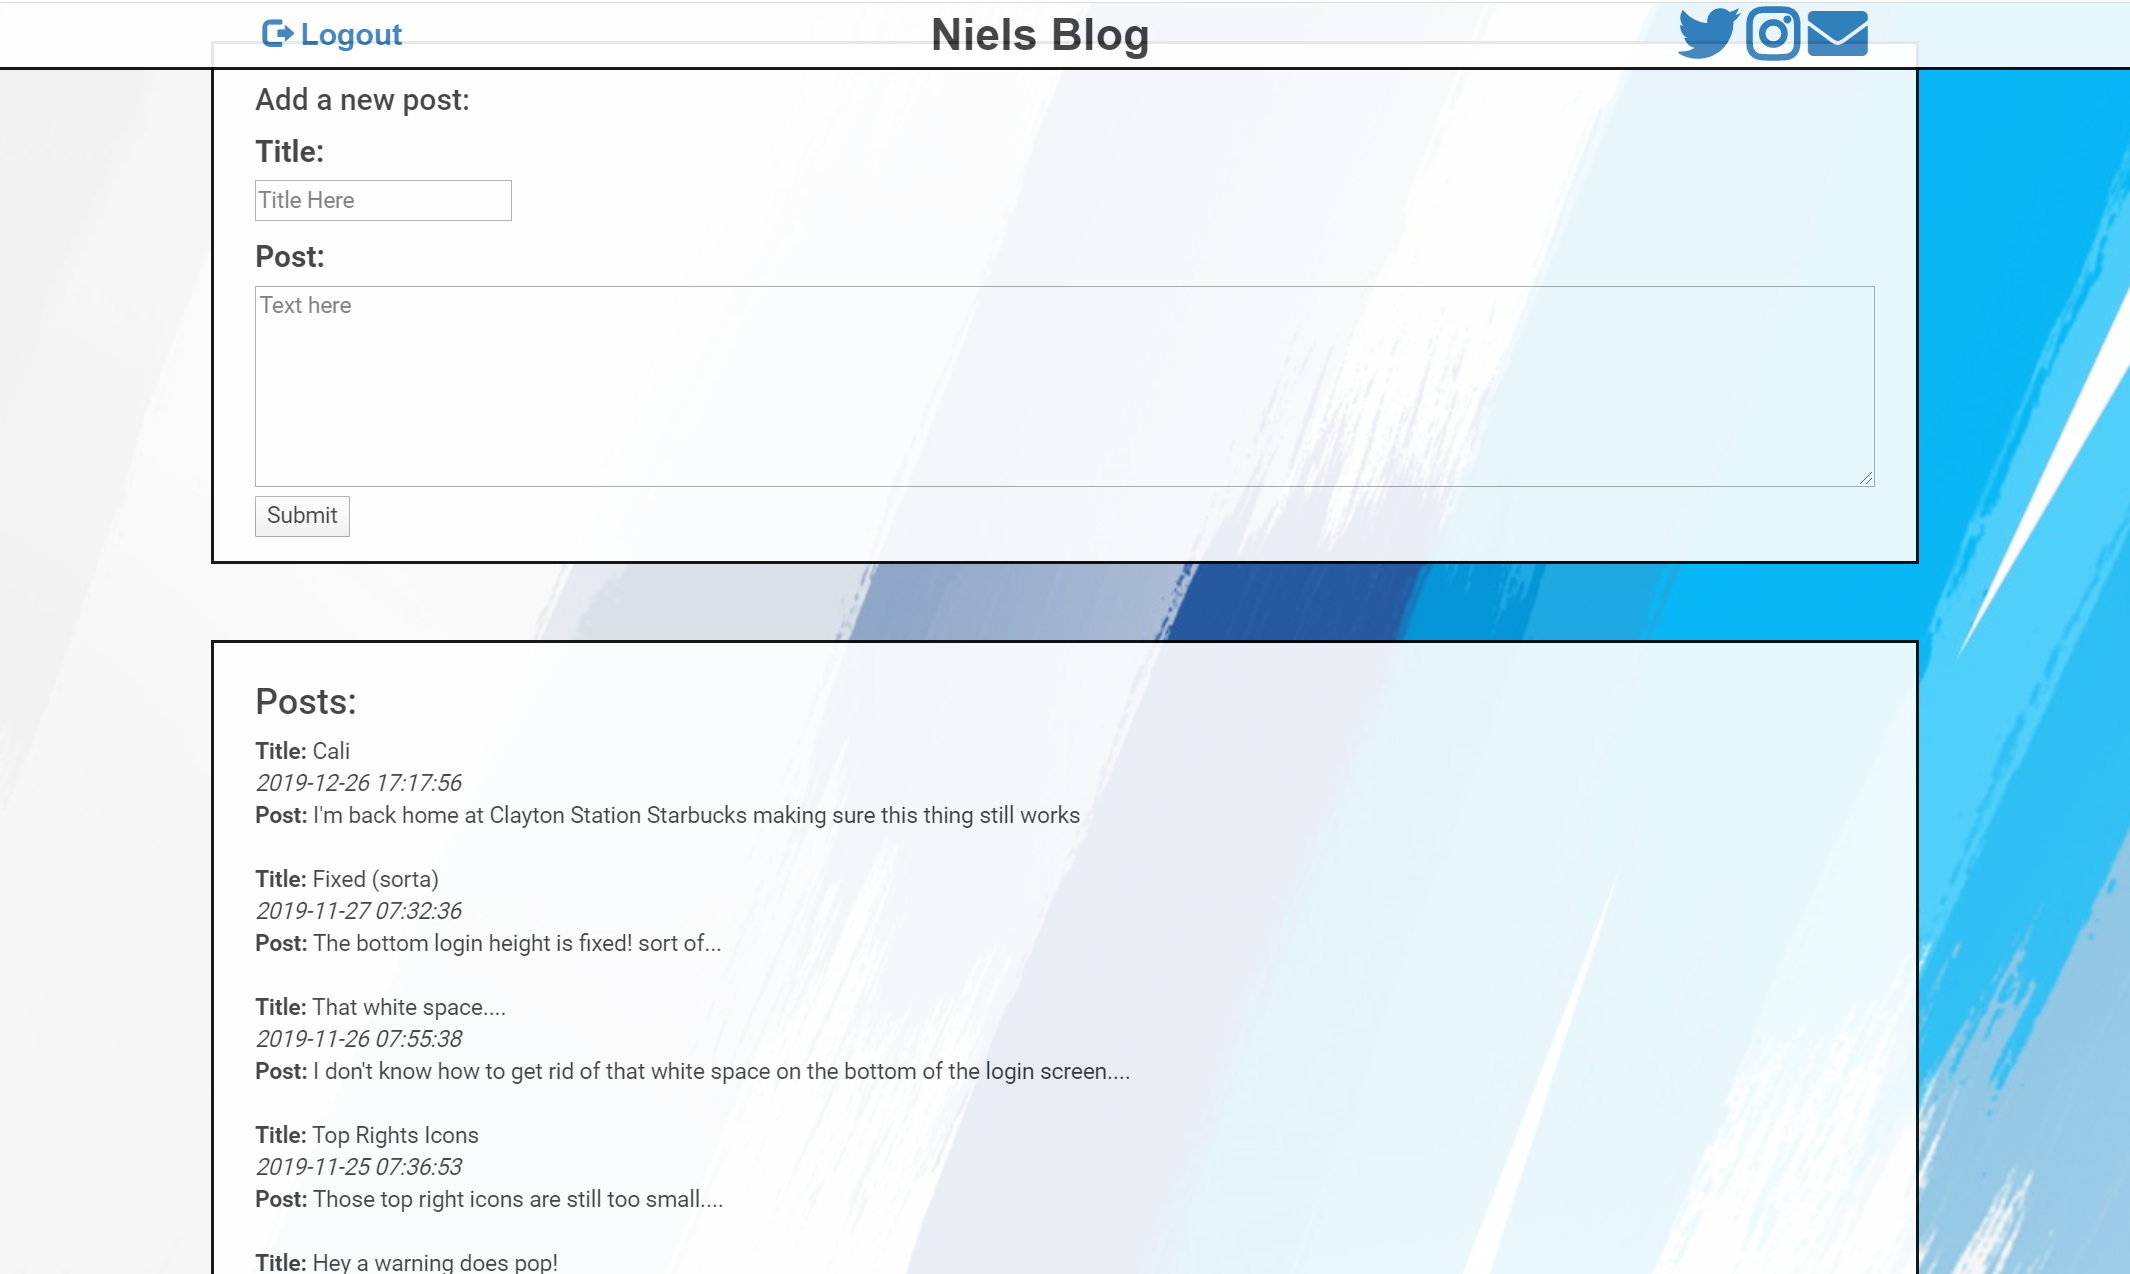 Logout
Niels Blog
Add a new post:
Title:
Title Here
Post:
Text here
Submit
Posts:
Title: Cali
2019-12-26 17:17:56
Post: I'm back home at Clayton Station Starbucks making sure this thing still works
Title: Fixed (sorta)
2019-11-27 07:32:36
Post: The bottom login height is fixed! sort of...
Title: That white space....
2019-11-26 07:55:38
Post: I don't know how to get rid of that white space on the bottom of the login screen....
Title: Top Rights Icons
2019-11-25 07:36:53
Post: Those top right icons are still too small....
Title: Hey a warning does pop!